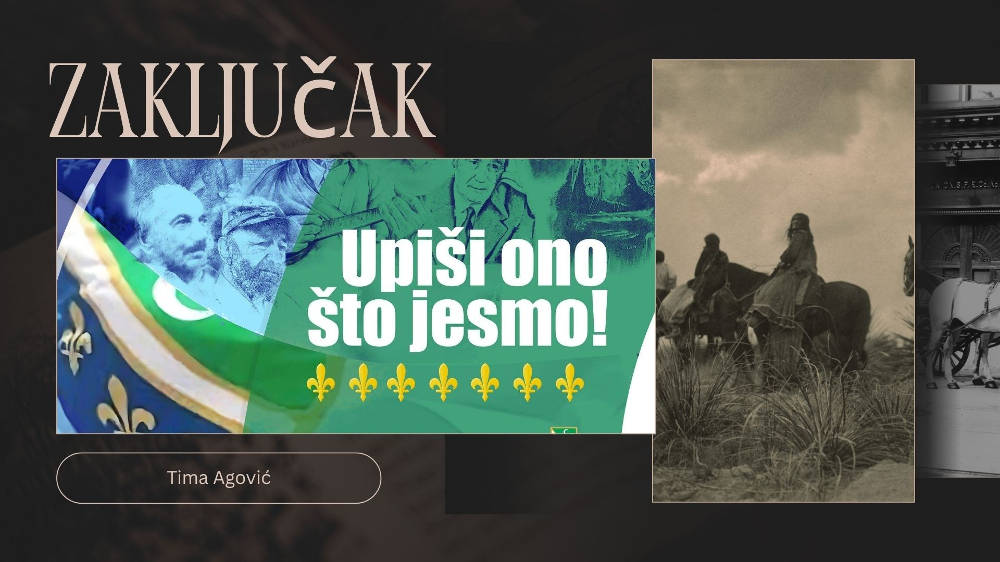 ZAKLJUČAK
Upiši ono
što jesmo!
Tima Agović